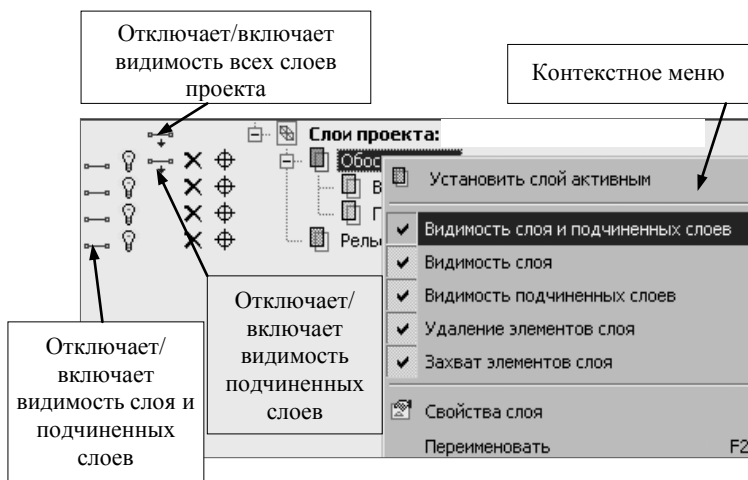 Отключает/включает
видимость всех слоев
проекта
Контекстное меню
Слои проекта:
Установить слой активным
Видимость слоя и подчиненных слоев
Видимость слоя
Видимость подчиненных слоев
Удаление элементов слоя
Захват элементов слоя
Свойства слоя
Переименовать F2
Отключает/
включает
видимость
подчиненных
слоев
Отключает/
включает
видимость слоя и
подчиненных
слоев